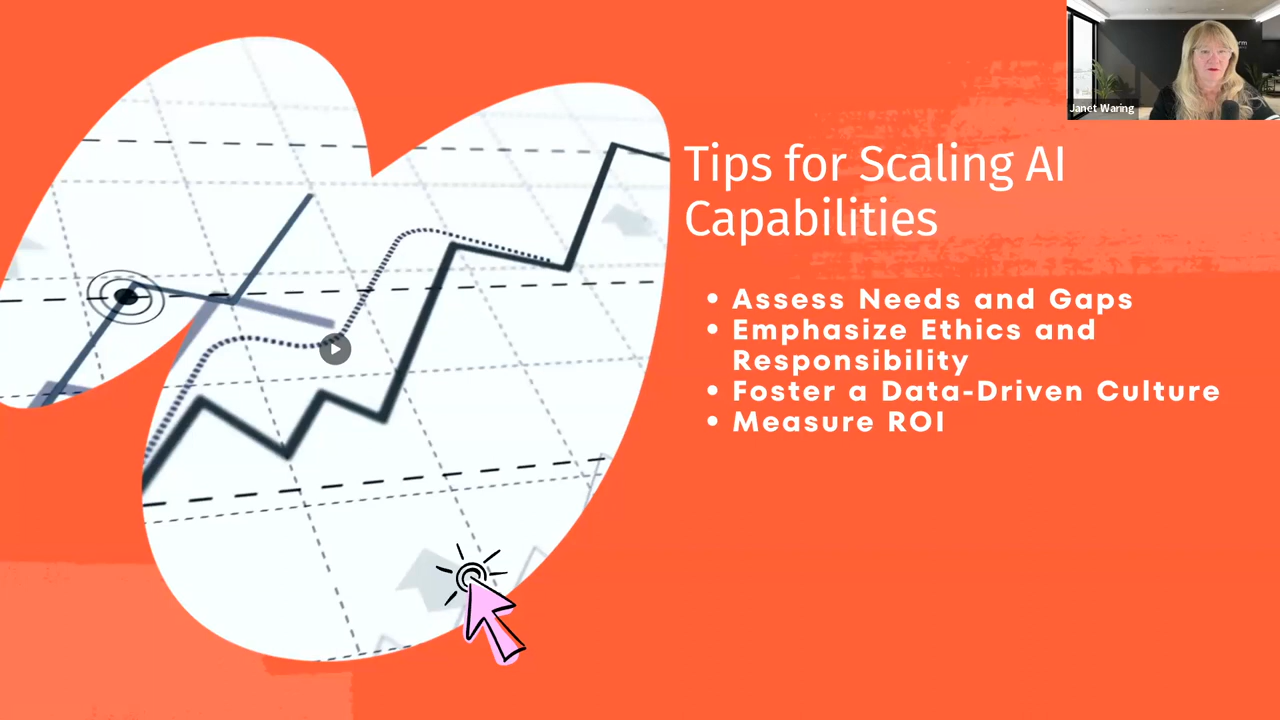 Janet Waring
Tips for Scaling AI
Capabilities
• Assess Needs and Gaps
• Emphasize Ethics and
Responsibility
• Foster a Data-Driven Culture
• Measure ROI